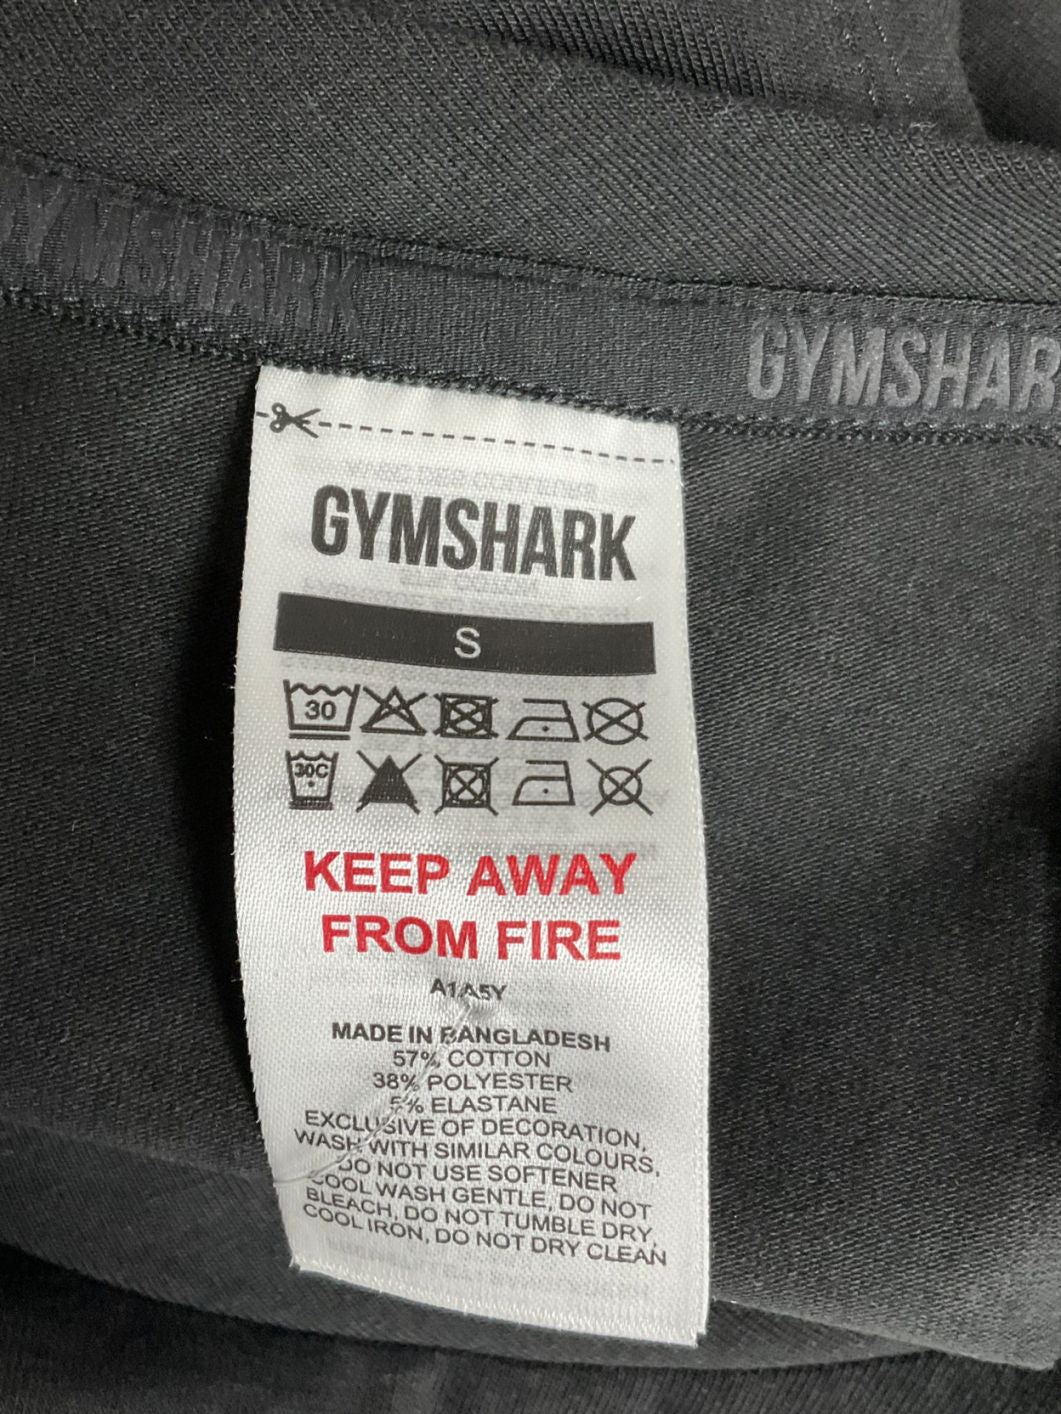 GYMSHARK
GYMSHARK
S
30
30C
KEEP AWAY
FROM FIRE
A1A5Y
MADE IN BANGLADESH
57% COTTON
38% POLYESTER
5% ELASTANE
EXCLUSIVE OF DECORATION,
WASH WITH SIMILAR COLOURS,
DO NOT USE SOFTENER
COOL WASH GENTLE, DO NOT
BLEACH, DO NOT TUMBLE DRY,
COOL IRON, DO NOT DRY CLEAN